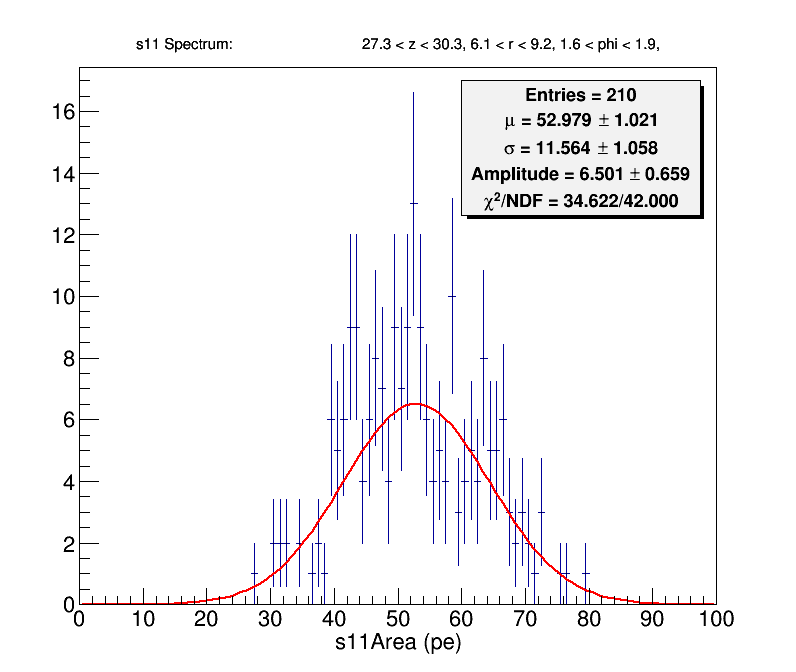 s11 Spectrum: 27.3 < z < 30.3, 6.1 < r < 9.2, 1.6 < phi < 1.9,
Entries = 210
μ = 52.979 ± 1.021
σ = 11.564 ± 1.058
Amplitude = 6.501 ± 0.659
χ²/NDF = 34.622/42.000
16
14
12
10
8
6
4
2
0
0 10 20 30 40 50 60 70 80 90 100
s11Area (pe)